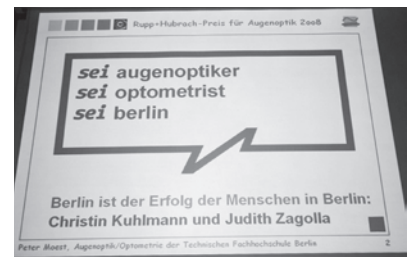 Rupp+Hubrach-Preis für Augenoptik 2008
sei augenoptiker
sei optometrist
sei berlin
Berlin ist der Erfolg der Menschen in Berlin:
Christin Kuhlmann und Judith Zagolla
Peter Moest, Augenoptik/Optometrie der Technischen Fachhochschule Berlin 2